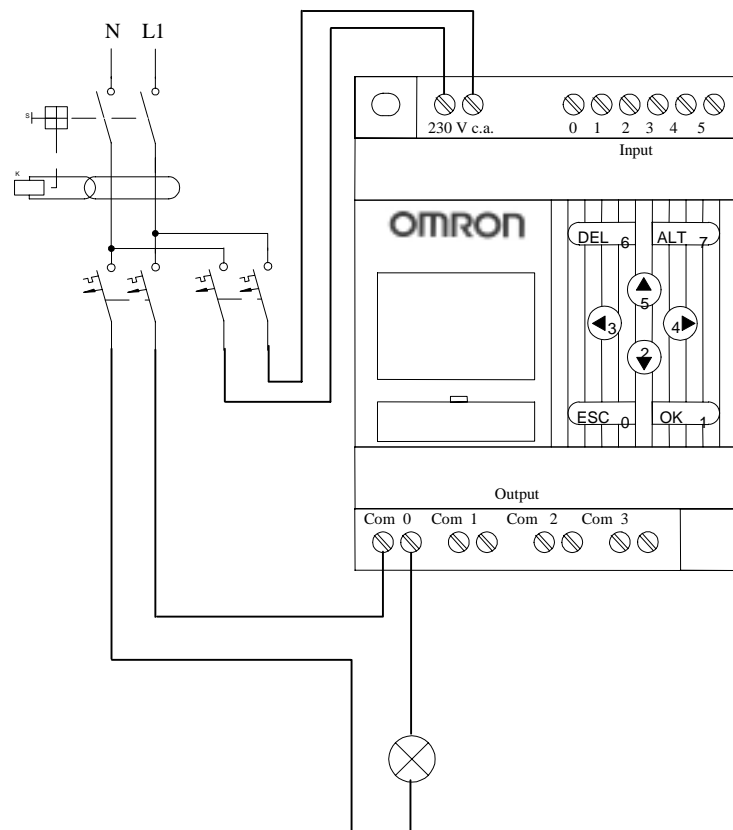 N L1
S
K
230 V c.a.
0 1 2 3 4 5
Input
OMRON
DEL 6 ALT 7
5
3 4
2
ESC 0 OK 1
Output
Com 0 Com 1 Com 2 Com 3